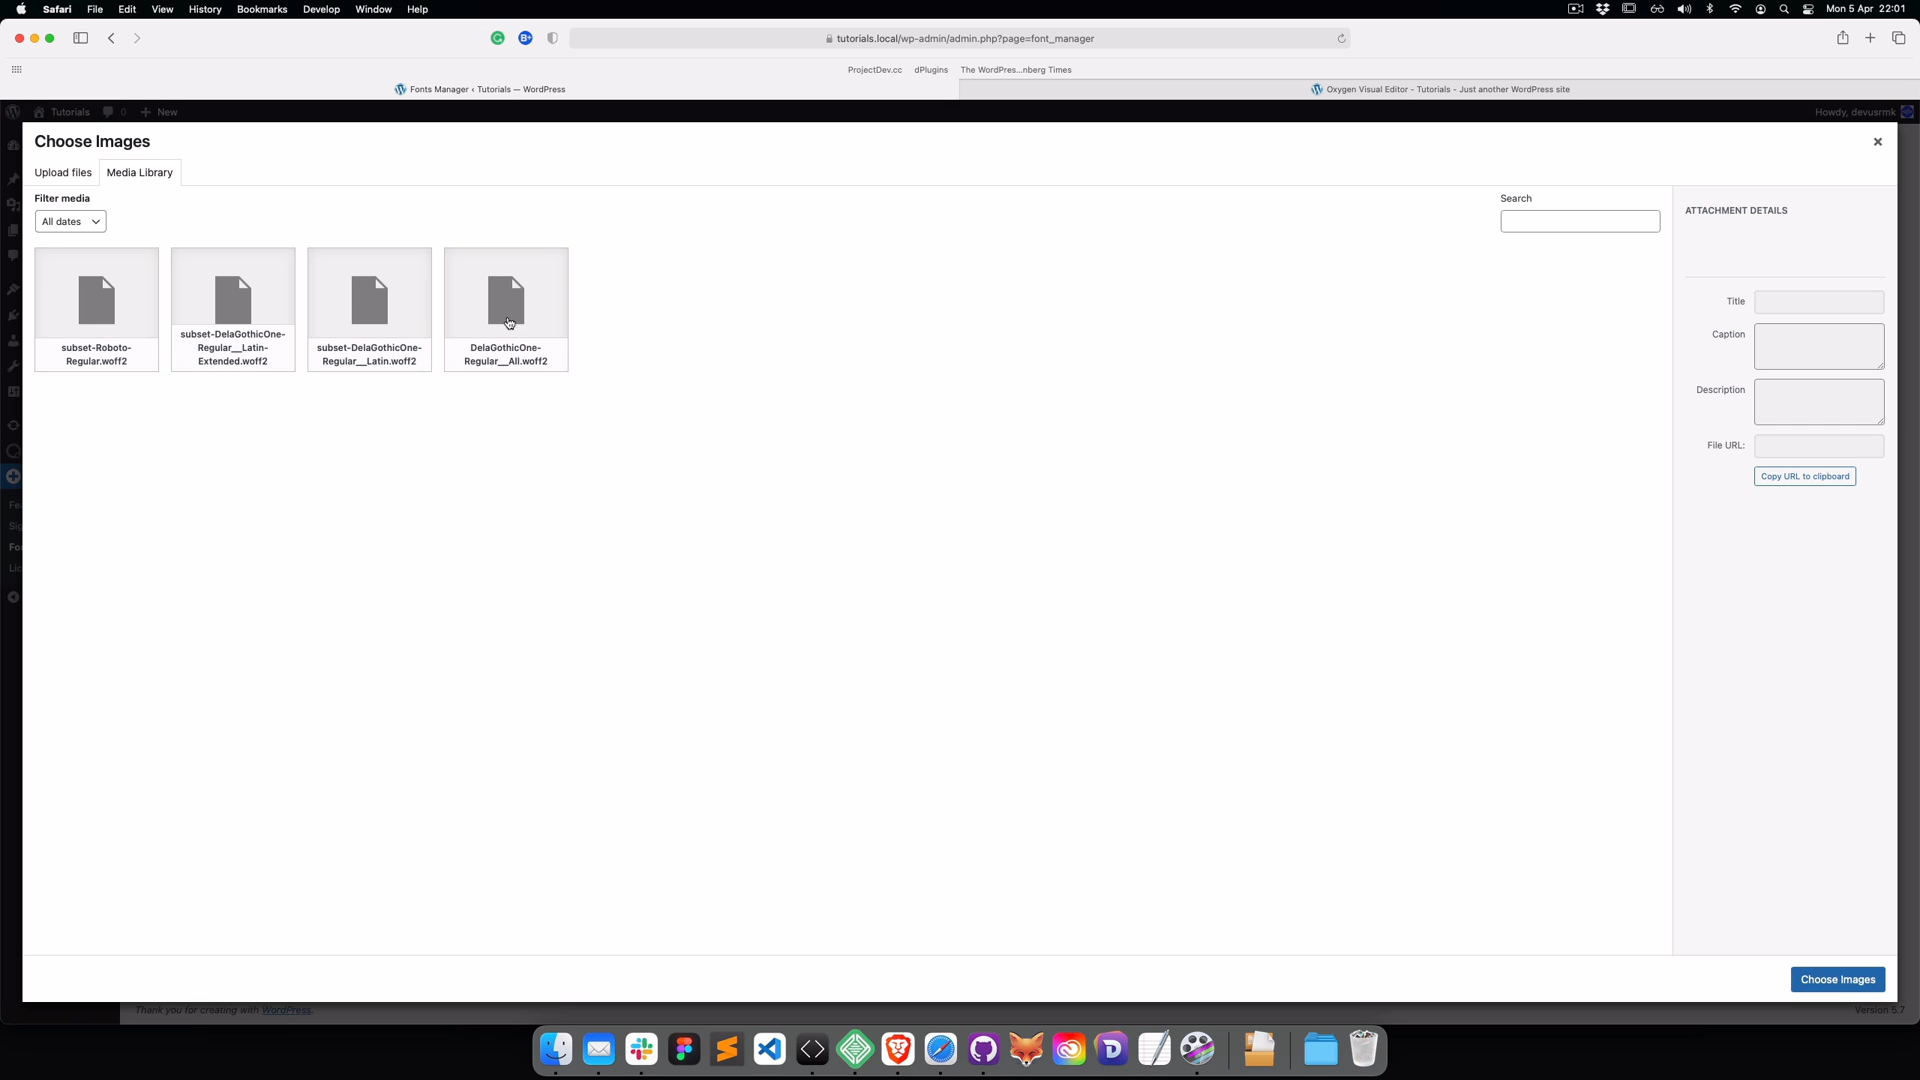 Safari File Edit View History Bookmarks Develop Window Help Mon 5 Apr 22:01
tutorials.local/wp-admin/admin.php?page=font_manager
ProjectDev.cc dPlugins The WordPres...nberg Times
Fonts Manager ‹ Tutorials — WordPress
Oxygen Visual Editor - Tutorials - Just another WordPress site
Tutorials 0 New Howdy, devusrmk
Choose Images
Upload files Media Library
Filter media
All dates
Search
ATTACHMENT DETAILS
subset-Roboto-
Regular.woff2
subset-DelaGothicOne-
Regular__Latin-
Extended.woff2
subset-DelaGothicOne-
Regular__Latin.woff2
DelaGothicOne-
Regular__All.woff2
Title
Caption
Description
File URL:
Copy URL to clipboard
Choose Images
Thank you for creating with WordPress.
Version 5.7